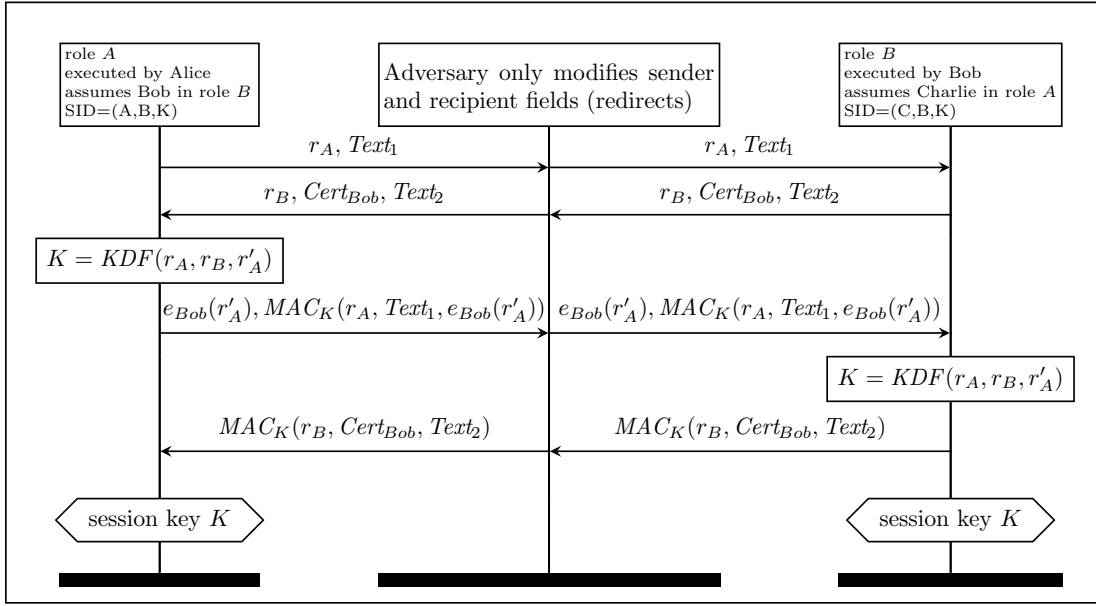 role A
executed by Alice
assumes Bob in role B
SID=(A,B,K)
Adversary only modifies sender
and recipient fields (redirects)
role B
executed by Bob
assumes Charlie in role A
SID=(C,B,K)
r_A, Text_1
r_A, Text_1
r_B, Cert_Bob, Text_2
r_B, Cert_Bob, Text_2
K = KDF(r_A, r_B, r'_A)
e_Bob(r'_A), MAC_K(r_A, Text_1, e_Bob(r'_A))
e_Bob(r'_A), MAC_K(r_A, Text_1, e_Bob(r'_A))
K = KDF(r_A, r_B, r'_A)
MAC_K(r_B, Cert_Bob, Text_2)
MAC_K(r_B, Cert_Bob, Text_2)
session key K
session key K